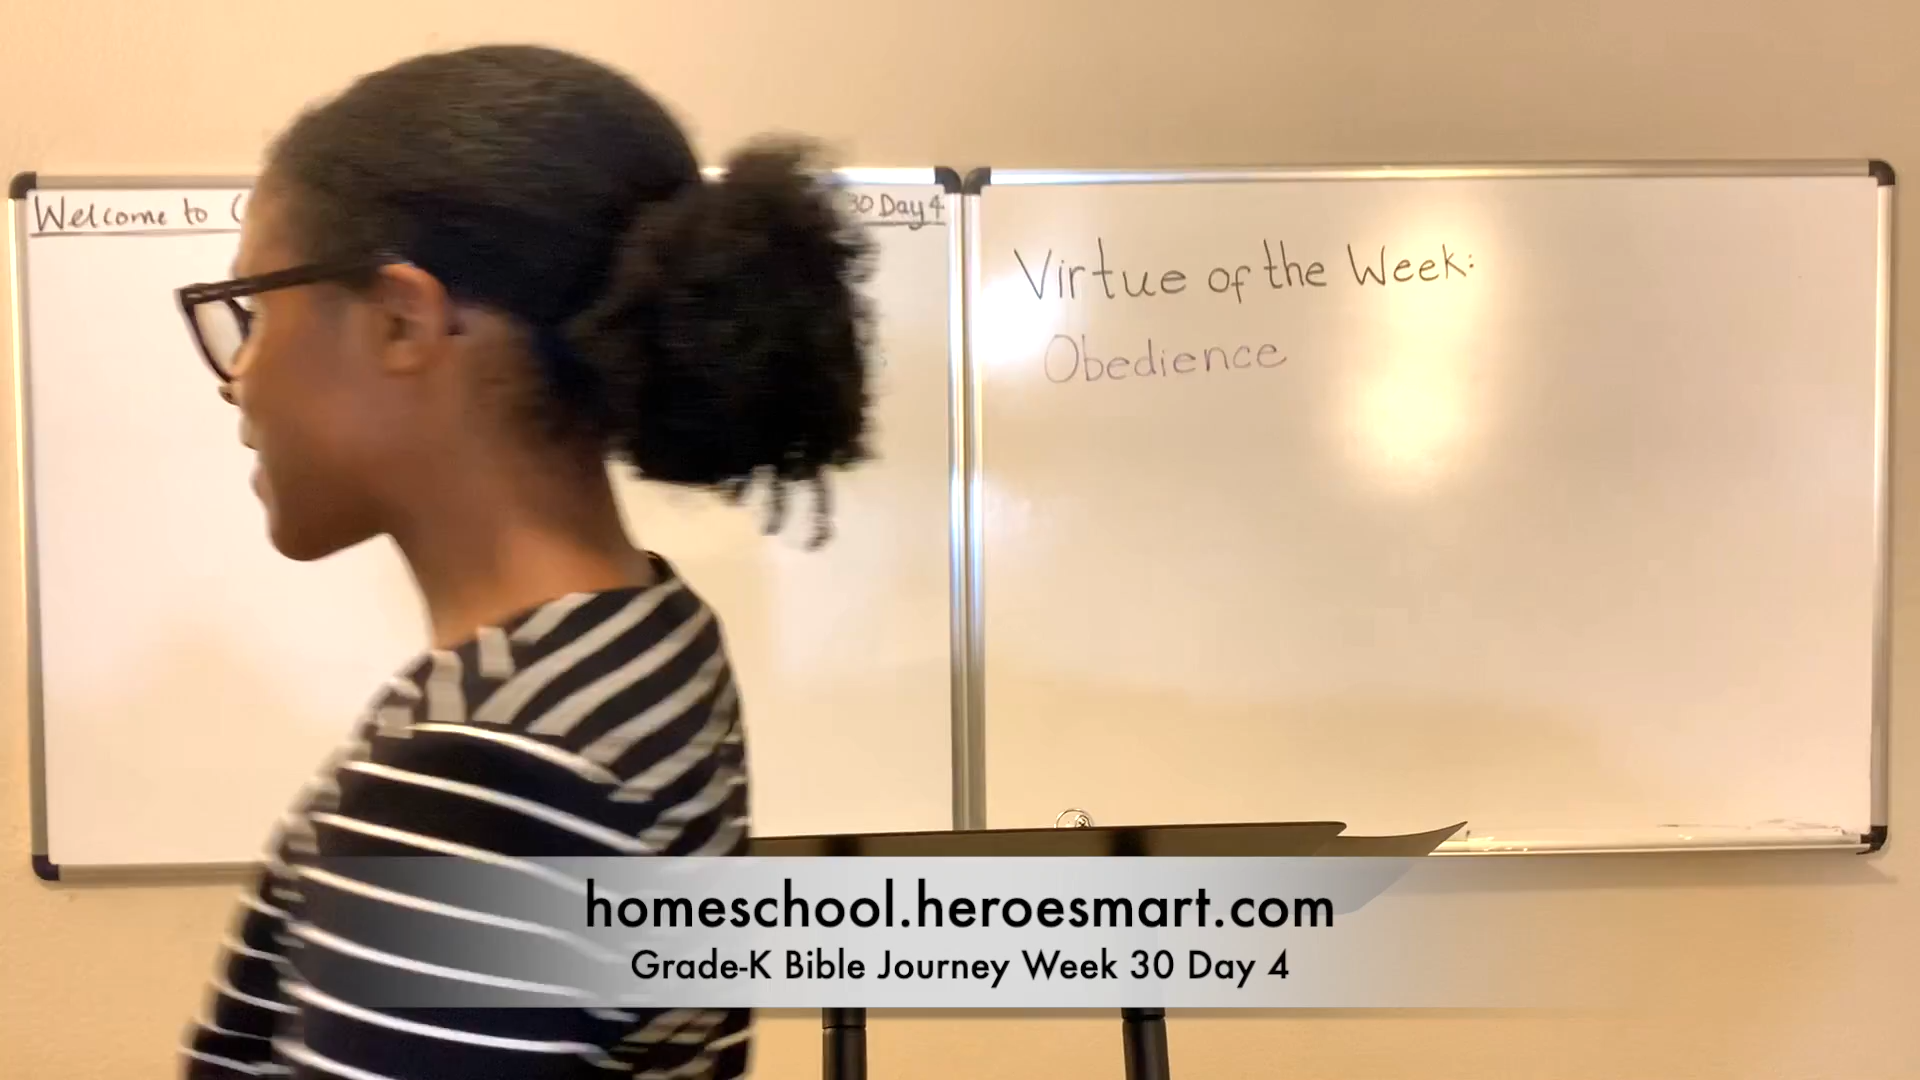 Welcome to
30 Day 4
Virtue of the Week:
Obedience
homeschool.heroesmart.com
Grade-K Bible Journey Week 30 Day 4